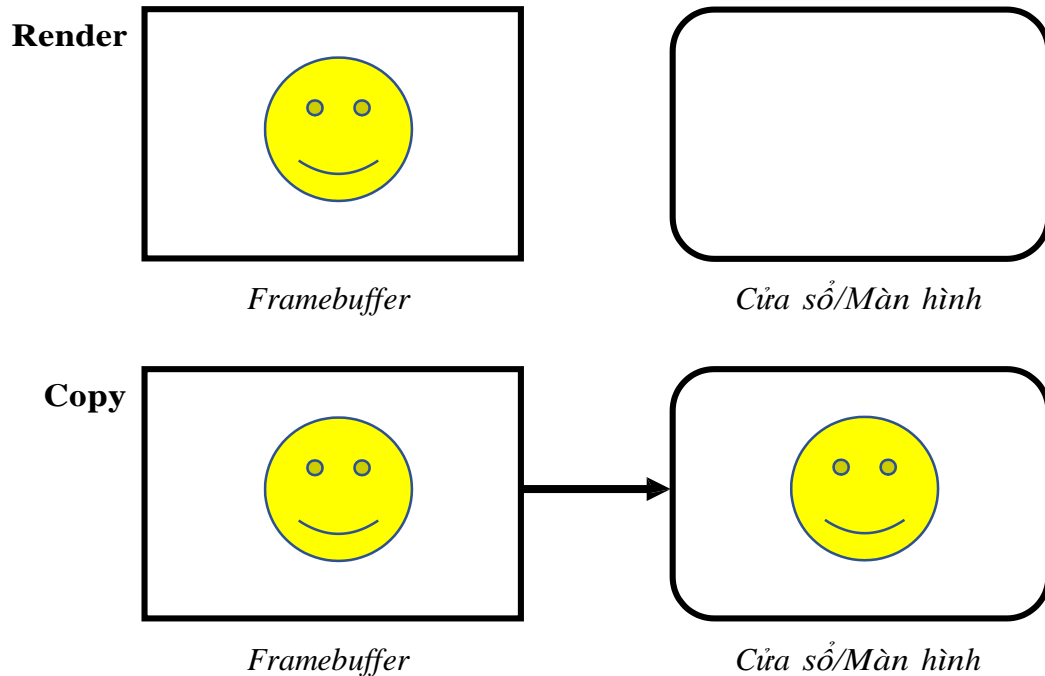 Render
Framebuffer
Cửa sổ/Màn hình
Copy
Framebuffer
Cửa sổ/Màn hình